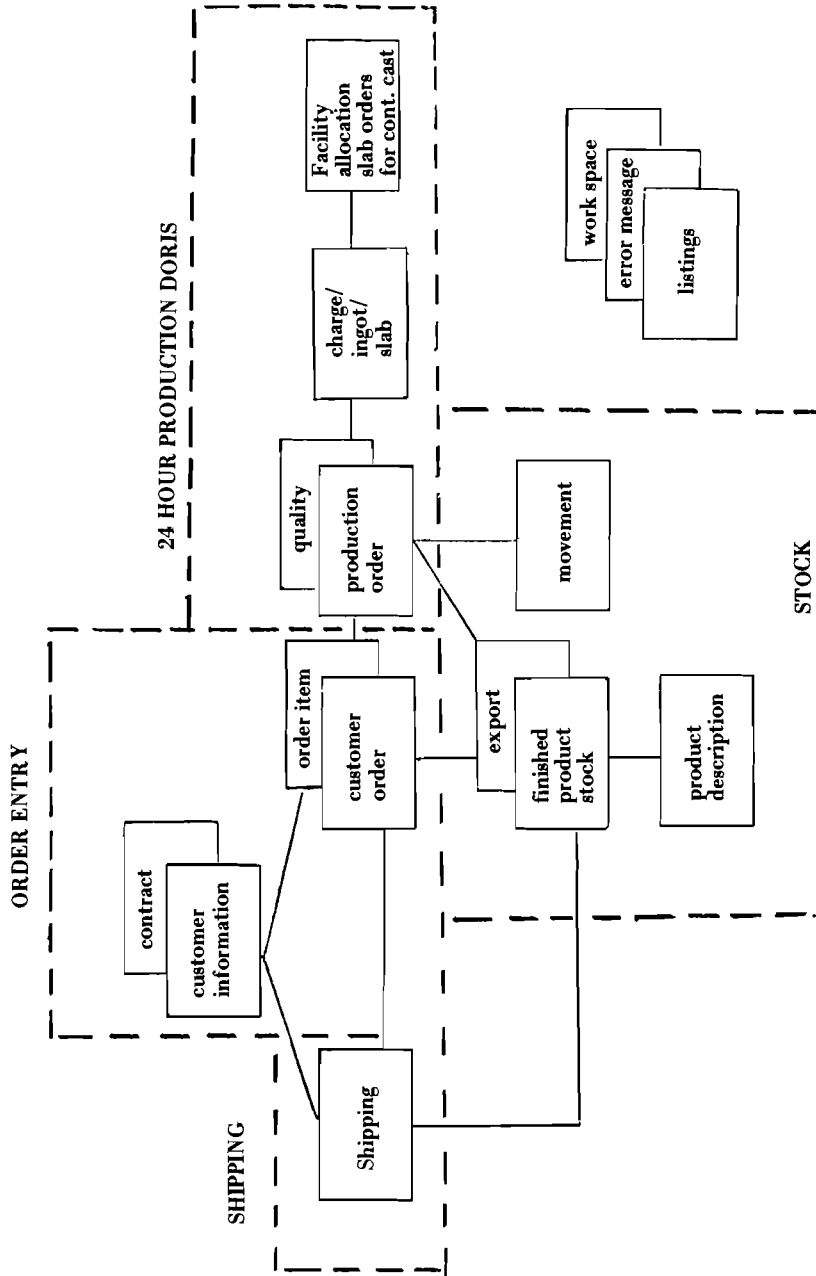 ORDER ENTRY
24 HOUR PRODUCTION DORIS
SHIPPING
STOCK
contract
customer
information
Shipping
order item
customer
order
quality
production
order
charge/
ingot/
slab
Facility
allocation
slab orders
for cont. cast
export
finished
product
stock
movement
product
description
work space
error message
listings